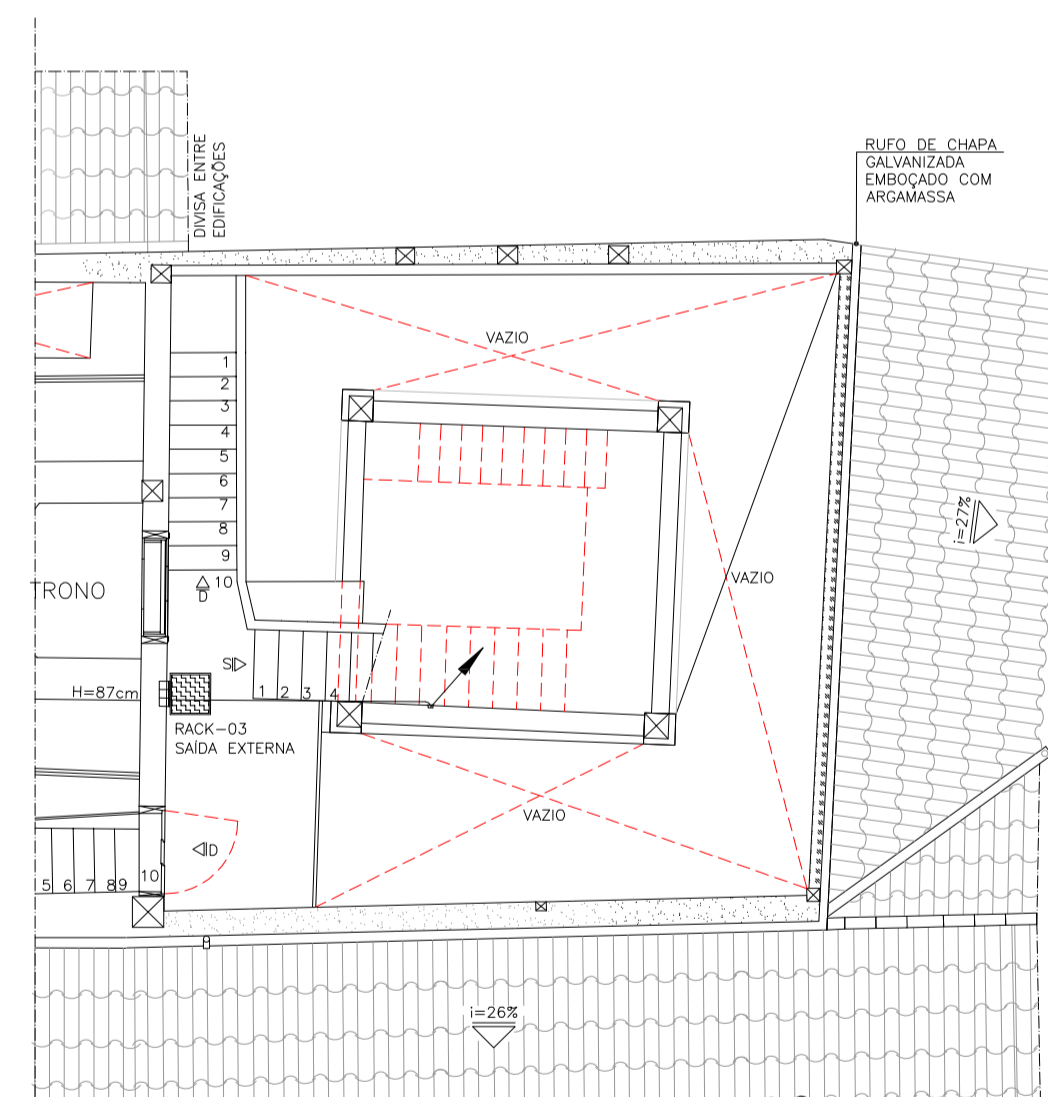 DIVISA ENTRE
EDIFICAÇÕES
RUFO DE CHAPA
GALVANIZADA
EMBOÇADO COM
ARGAMASSA
VAZIO
1
2
3
4
5
6
7
8
9
10
D
i=27%
VAZIO
TRONO
S
1 2 3 4
H=87cm
RACK-03
SAÍDA EXTERNA
VAZIO
D
5 6 7 8 9 10
i=26%